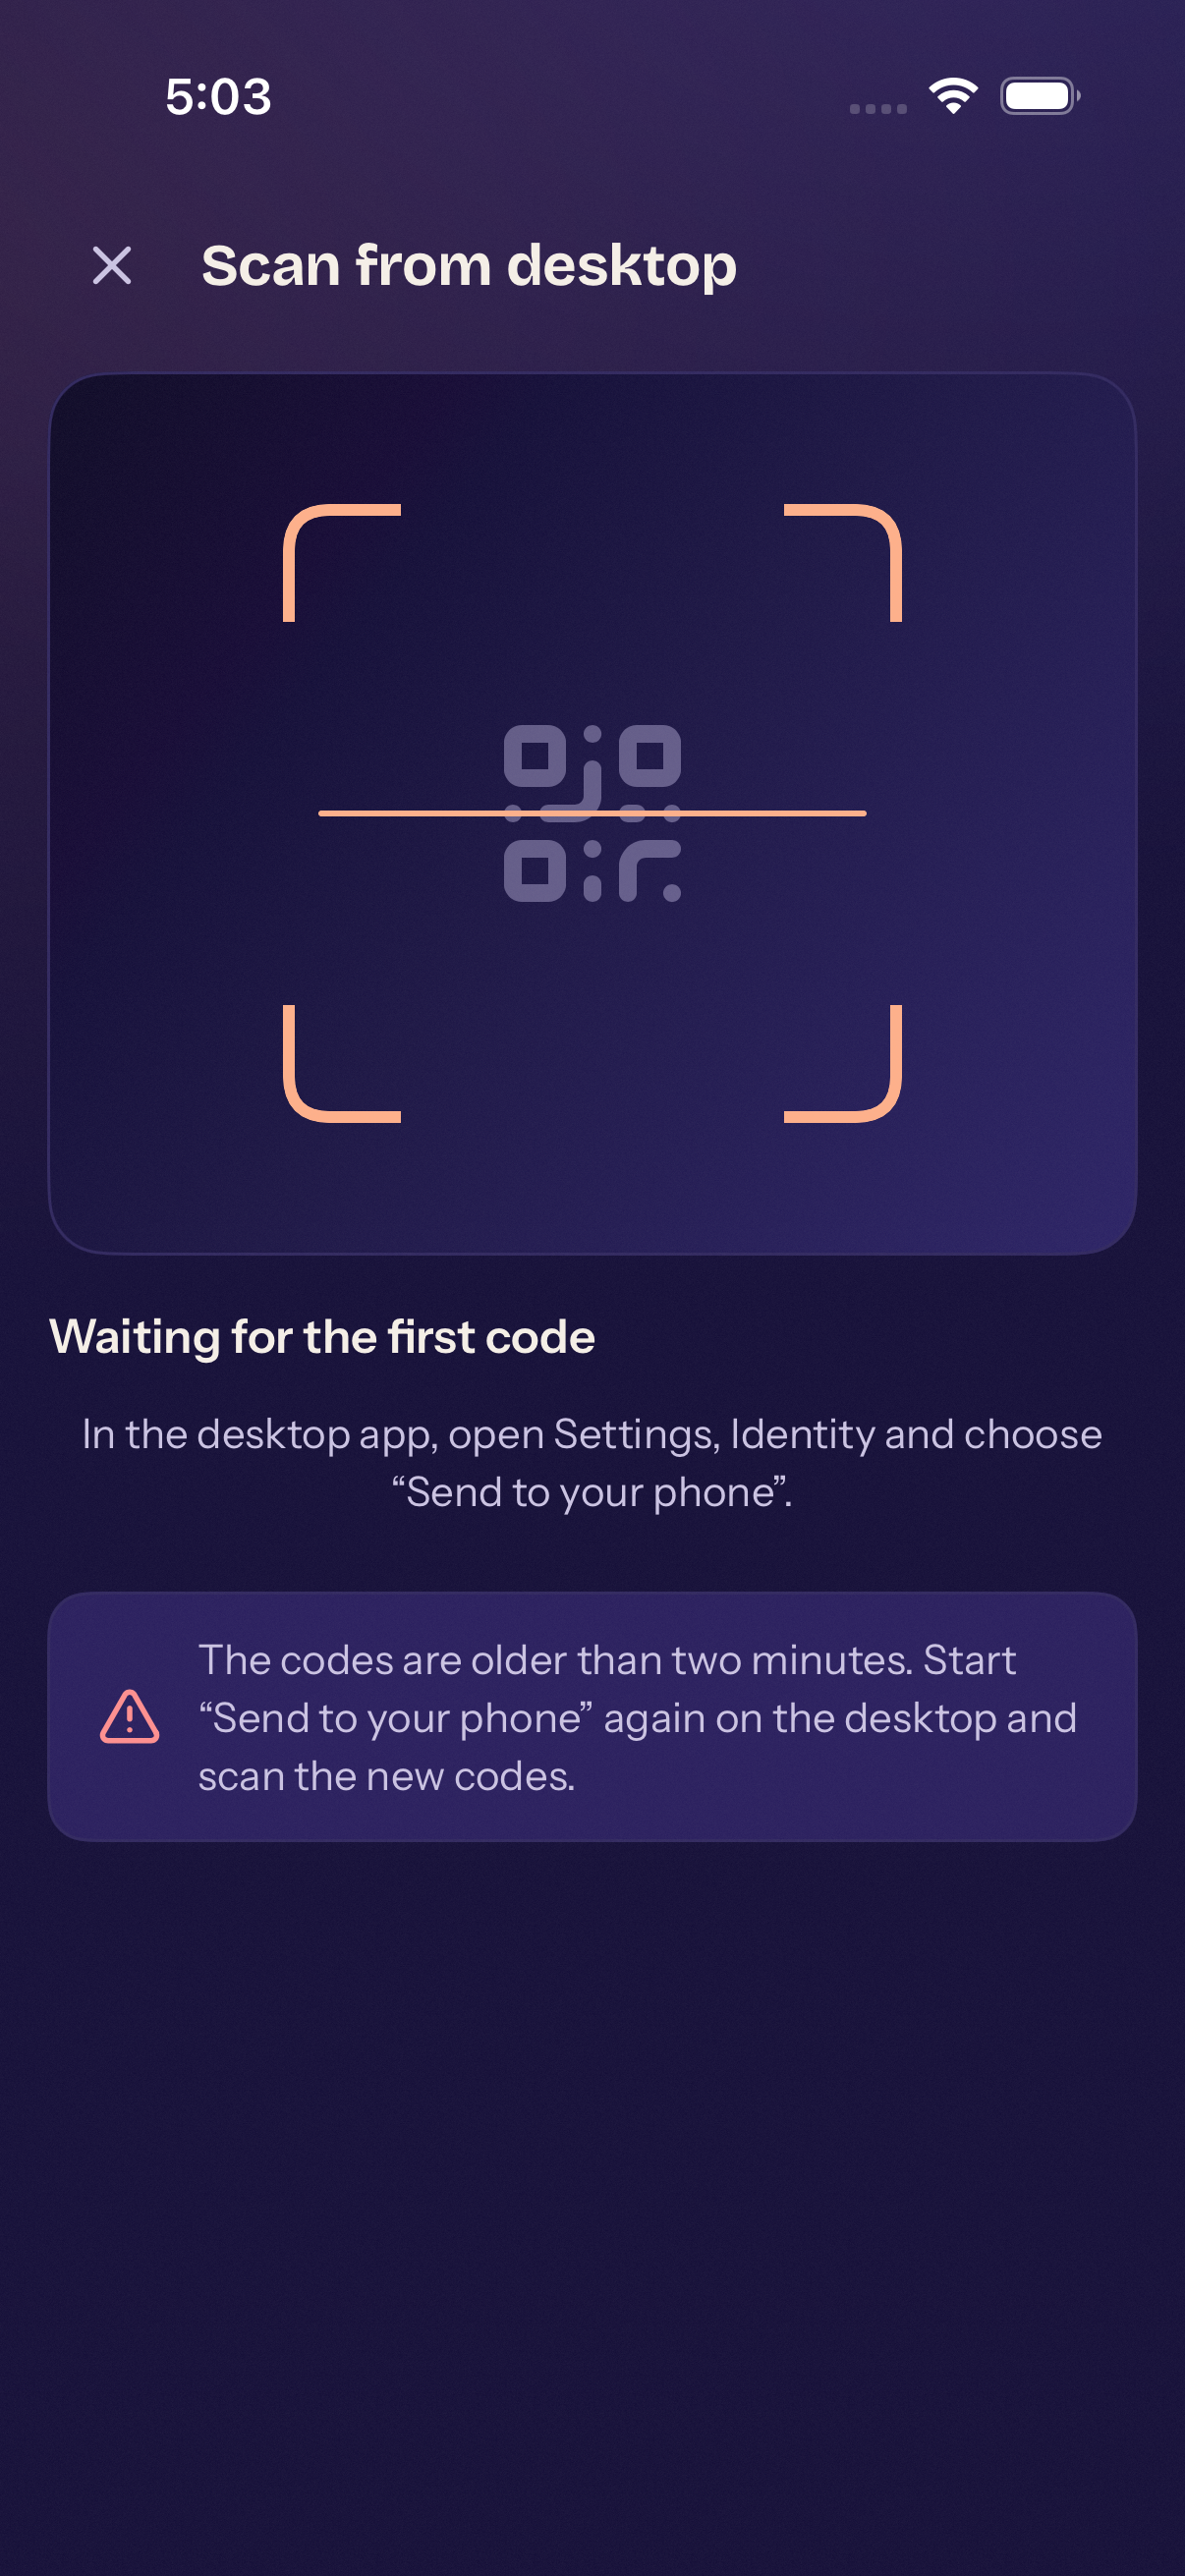 5:03
Scan from desktop
Waiting for the first code
In the desktop app, open Settings, Identity and choose
“Send to your phone”.
The codes are older than two minutes. Start
“Send to your phone” again on the desktop and
scan the new codes.